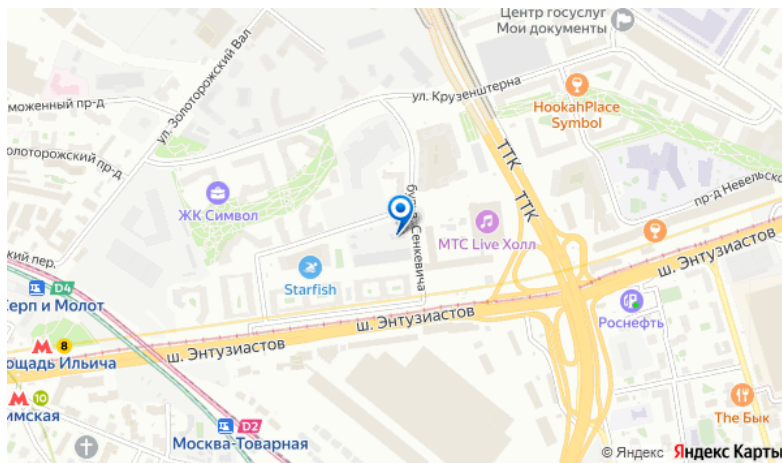 Центр госуслуг
Мои документы
ул. Золоторожский Вал
моженный пр-д
ул. Крузенштерна
HookahPlace
Symbol
олоторожский пр-д
ТТК
ТТК
пр-д Невельско
ЖК Символ
Сенкевича
МТС Live Холл
кий пер.
ш. Энтузиастов
D4
Серп и Молот
Starfish
Роснефть
ш. Энтузиастов
8
ощадь Ильича
ш. Энтузиастов
10
имская
D2
Москва-Товарная
The Бык
© Яндекс Яндекс Карты